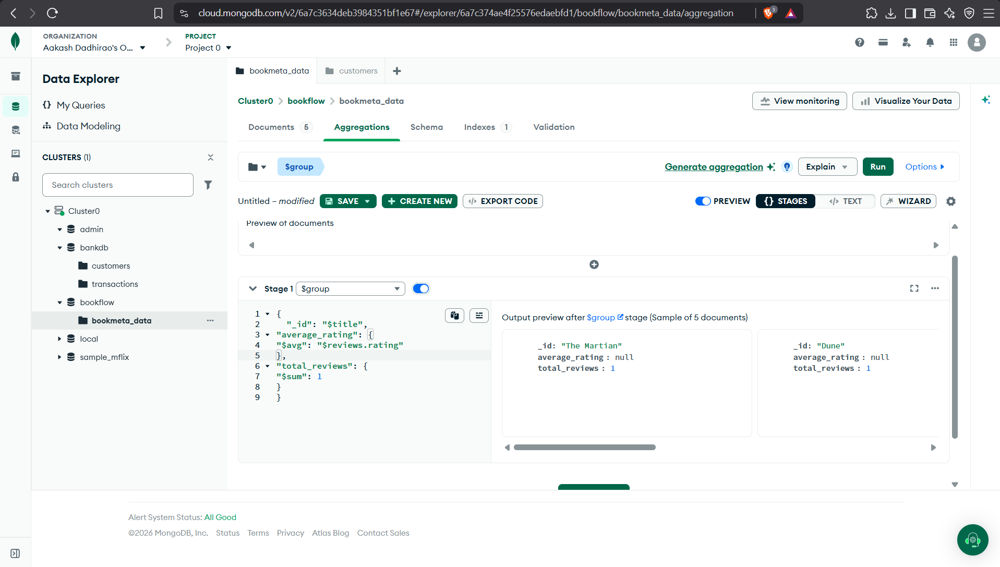 cloud.mongodb.com/v2/6a7c3634deb3984351bf1e67#/explorer/6a7c374ae4f25576edaebfd1/bookflow/bookmeta_data/aggregation
3
ORGANIZATION
Aakash Dadhirao's O...
PROJECT
Project 0
Data Explorer
My Queries
Data Modeling
CLUSTERS (1)
Search clusters
Cluster0
admin
bankdb
customers
transactions
bookflow
bookmeta_data
local
sample_mflix
bookmeta_data
customers
Cluster0 > bookflow > bookmeta_data
View monitoring
Visualize Your Data
Documents 5
Aggregations
Schema
Indexes 1
Validation
$group
Generate aggregation
Explain
Run
Options
Untitled – modified
SAVE
CREATE NEW
</> EXPORT CODE
PREVIEW
{} STAGES
</> TEXT
WIZARD
Preview of documents
Stage 1 $group
1 {
2 "_id": "$title",
3 "average_rating": {
4 "$avg": "$reviews.rating"
5 },
6 "total_reviews": {
7 "$sum": 1
8 }
9 }
Output preview after $group stage (Sample of 5 documents)
_id: "The Martian"
average_rating : null
total_reviews : 1
_id: "Dune"
average_rating : null
total_reviews : 1
Alert System Status: All Good
©2026 MongoDB, Inc. Status Terms Privacy Atlas Blog Contact Sales